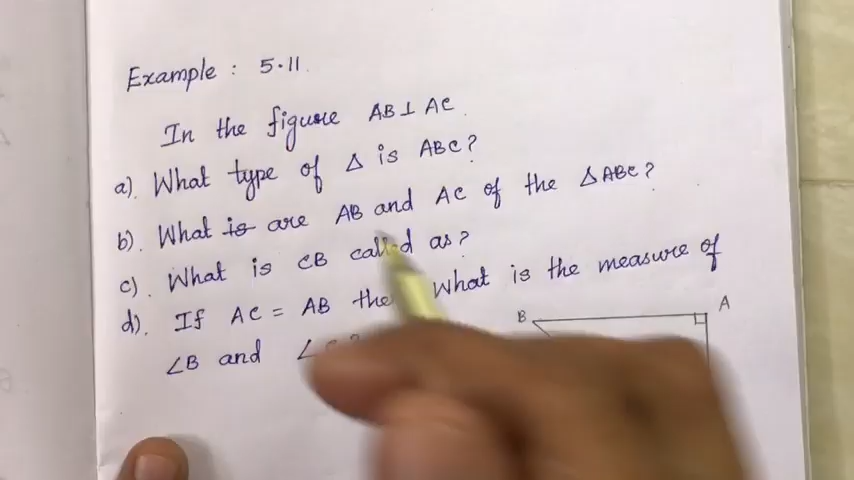 Example : 5.11.
In the figure AB⊥AC.
a). What type of Δ is ABC?
b). What is are AB and AC of the ΔABC?
c). What is CB called as?
d). If AC = AB the What is the measure of
∠B and ∠
B A